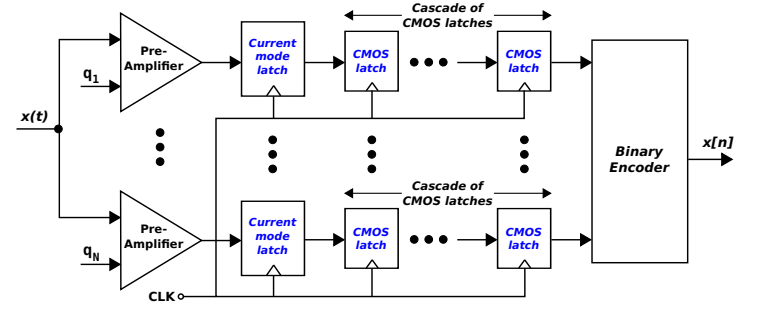 Cascade of
CMOS latches
Pre-
Amplifier
q1
x(t)
Current
mode
latch
CMOS
latch
CMOS
latch
Binary
Encoder
x[n]
Cascade of
CMOS latches
Pre-
Amplifier
qN
Current
mode
latch
CMOS
latch
CMOS
latch
CLK